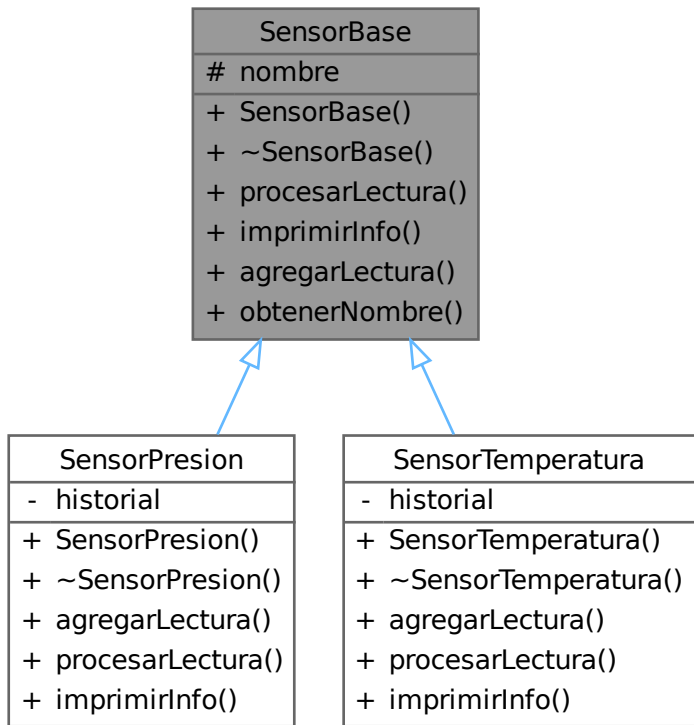 SensorBase
# nombre
+ SensorBase()
+ ~SensorBase()
+ procesarLectura()
+ imprimirInfo()
+ agregarLectura()
+ obtenerNombre()
SensorPresion
- historial
+ SensorPresion()
+ ~SensorPresion()
+ agregarLectura()
+ procesarLectura()
+ imprimirInfo()
SensorTemperatura
- historial
+ SensorTemperatura()
+ ~SensorTemperatura()
+ agregarLectura()
+ procesarLectura()
+ imprimirInfo()